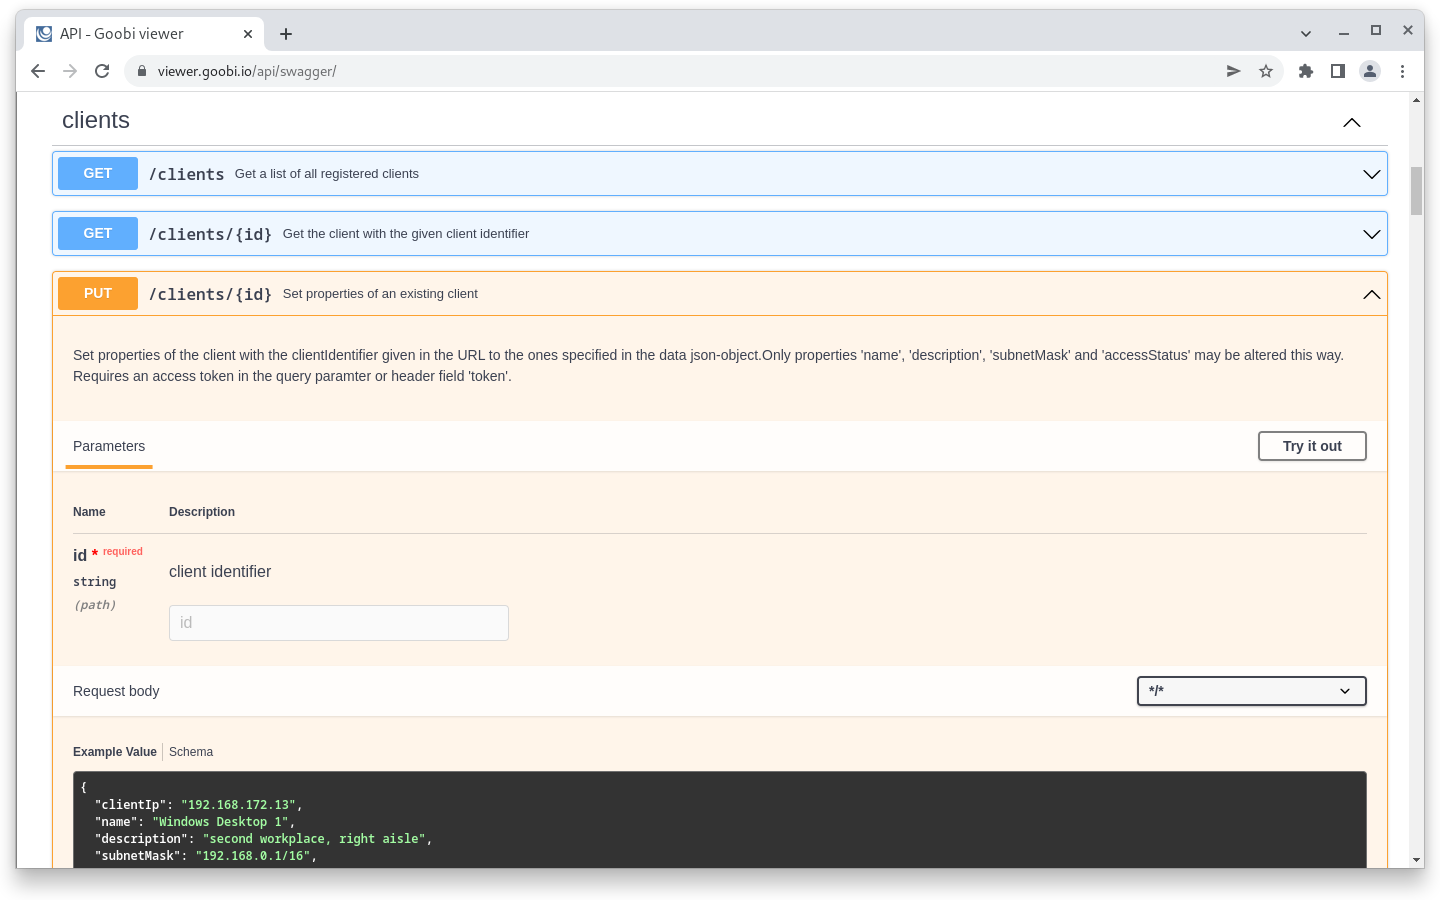 API - Goobi viewer
viewer.goobi.io/api/swagger/
clients
GET /clients Get a list of all registered clients
GET /clients/{id} Get the client with the given client identifier
PUT /clients/{id} Set properties of an existing client
Set properties of the client with the clientIdentifier given in the URL to the ones specified in the data json-object.Only properties 'name', 'description', 'subnetMask' and 'accessStatus' may be altered this way.
Requires an access token in the query paramter or header field 'token'.
Parameters
Try it out
Name Description
id * required
string
(path)
client identifier
id
Request body
*/*
Example Value Schema
{
"clientIp": "192.168.172.13",
"name": "Windows Desktop 1",
"description": "second workplace, right aisle",
"subnetMask": "192.168.0.1/16",